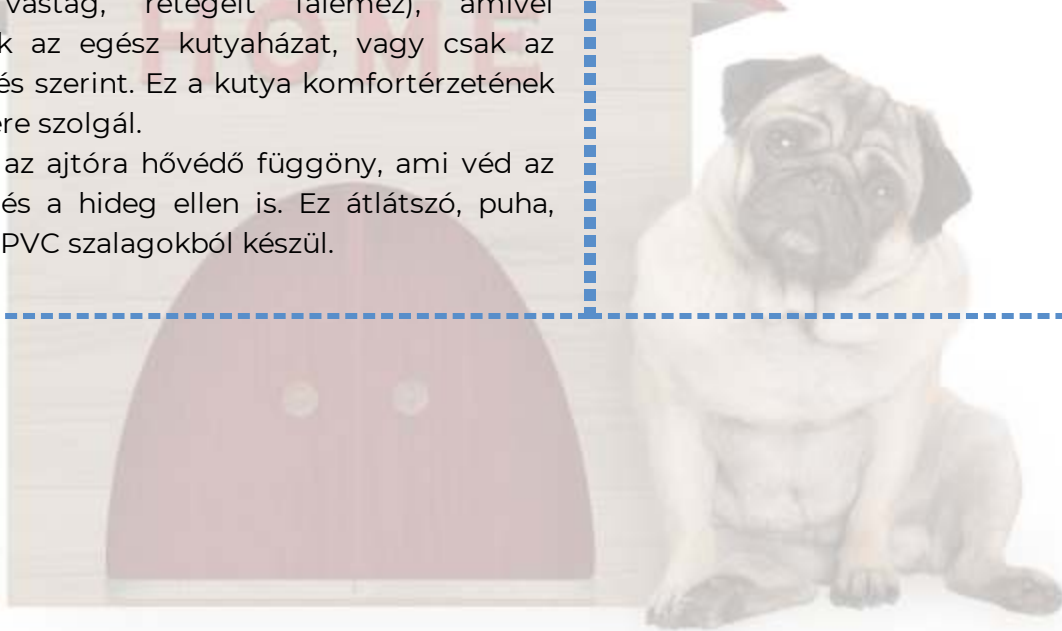 vastag, rétegelt falemez), amivel
k az egész kutyaházat, vagy csak az
és szerint. Ez a kutya komfortérzetének
ére szolgál.
az ajtóra hővédő függöny, ami véd az
és a hideg ellen is. Ez átlátszó, puha,
PVC szalagokból készül.
HOME